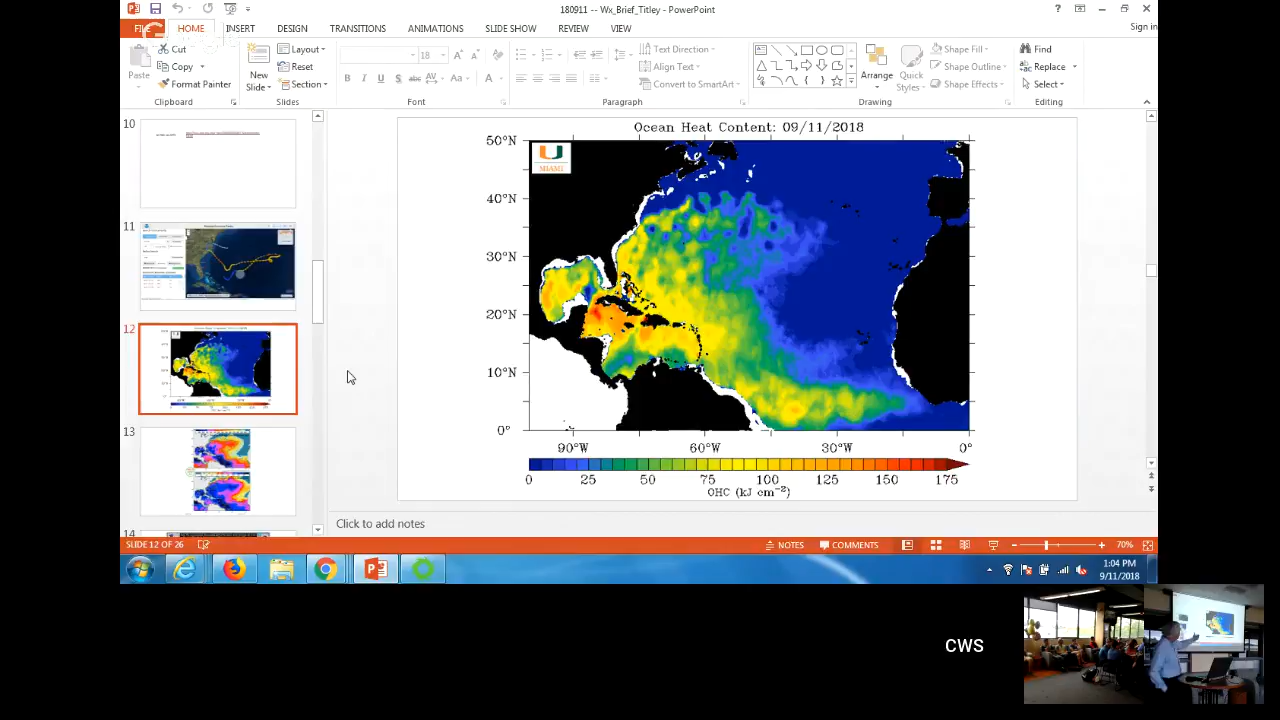 180911 -- Wx_Brief_Titley - PowerPoint
Sign in
FILE HOME INSERT DESIGN TRANSITIONS ANIMATIONS SLIDE SHOW REVIEW VIEW
Cut
Copy
Format Painter
Paste
Clipboard
New
Slide
Layout
Reset
Section
Slides
18
Font
Text Direction
Align Text
Convert to SmartArt
Paragraph
Arrange
Quick
Styles
Shape Fill
Shape Outline
Shape Effects
Drawing
Find
Replace
Select
Editing
10
11
12
13
14
Ocean Heat Content: 09/11/2018
50°N
40°N
30°N
20°N
10°N
0°
90°W 60°W 30°W 0°
0 25 50 75 100 125 150 175
OHC (kJ cm⁻²)
Click to add notes
SLIDE 12 OF 26
NOTES
COMMENTS
70%
1:04 PM
9/11/2018
CWS